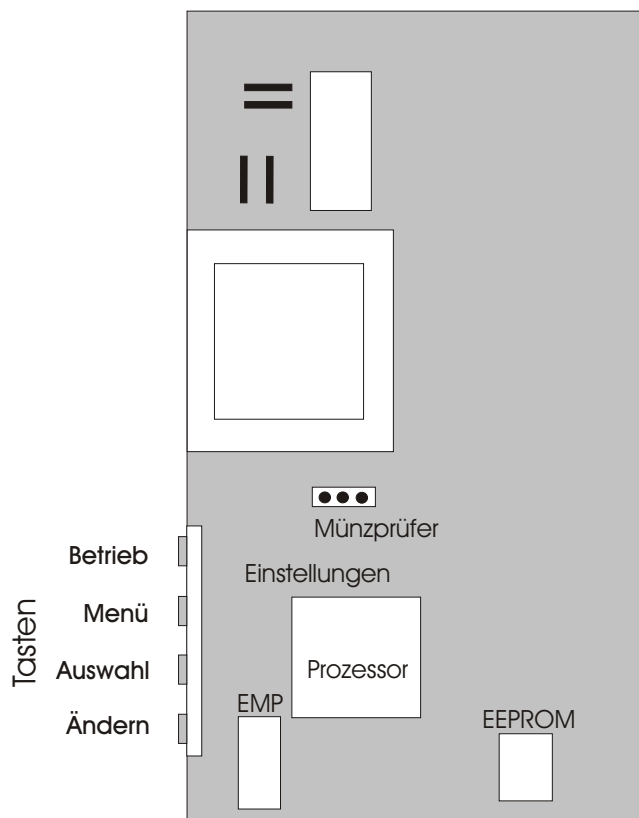 Münzprüfer
Einstellungen
Tasten
Betrieb
Menü
Auswahl
Ändern
Prozessor
EMP
EEPROM